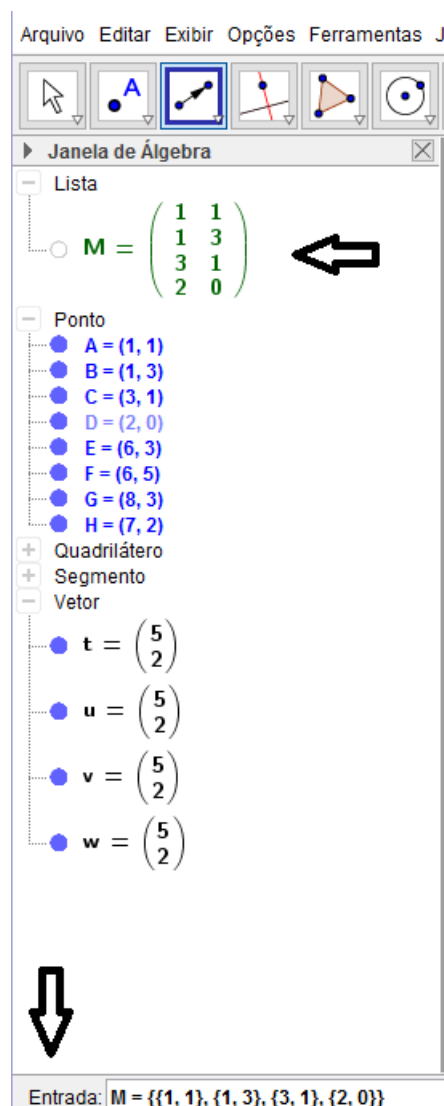 Arquivo Editar Exibir Opções Ferramentas J
A
Janela de Álgebra
Lista
M = 
1 1
1 3
3 1
2 0
Ponto
A = (1, 1)
B = (1, 3)
C = (3, 1)
D = (2, 0)
E = (6, 3)
F = (6, 5)
G = (8, 3)
H = (7, 2)
Quadrilátero
Segmento
Vetor
t = (5 2)
u = (5 2)
v = (5 2)
w = (5 2)
Entrada: M = {{1, 1}, {1, 3}, {3, 1}, {2, 0}}